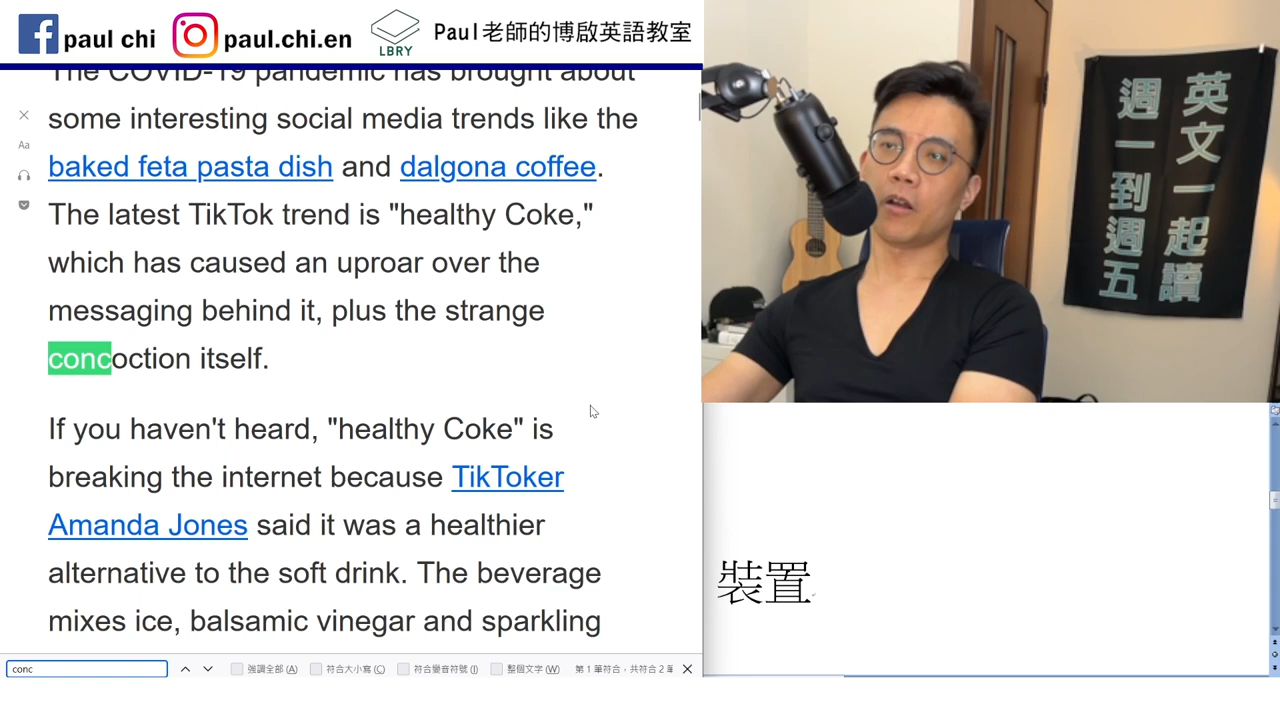 paul chi
paul.chi.en
LBRY
Paul老師的博啟英語教室
The COVID-19 pandemic has brought about
some interesting social media trends like the
baked feta pasta dish and dalgona coffee.
The latest TikTok trend is "healthy Coke,"
which has caused an uproar over the
messaging behind it, plus the strange
concoction itself.
If you haven't heard, "healthy Coke" is
breaking the internet because TikToker
Amanda Jones said it was a healthier
alternative to the soft drink. The beverage
mixes ice, balsamic vinegar and sparkling
Aa
conc
強調全部 (A)
符合大小寫 (C)
符合變音符號 (I)
整個文字 (W)
第 1 筆符合，共符合 2 筆
英文一起讀
週一到週五
裝置